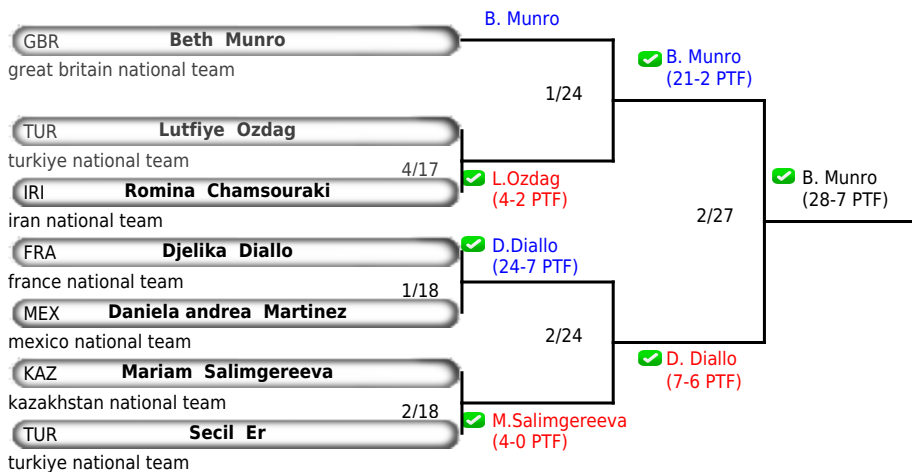 B. Munro
GBR Beth Munro
great britain national team
B. Munro
(21-2 PTF)
1/24
TUR Lutfiye Ozdag
turkiye national team
4/17
L.Ozdag
(4-2 PTF)
IRI Romina Chamsouraki
iran national team
B. Munro
(28-7 PTF)
2/27
FRA Djelika Diallo
france national team
D.Diallo
(24-7 PTF)
1/18
MEX Daniela andrea Martinez
mexico national team
2/24
D. Diallo
(7-6 PTF)
KAZ Mariam Salimgereeva
kazakhstan national team
2/18
M.Salimgereeva
(4-0 PTF)
TUR Secil Er
turkiye national team